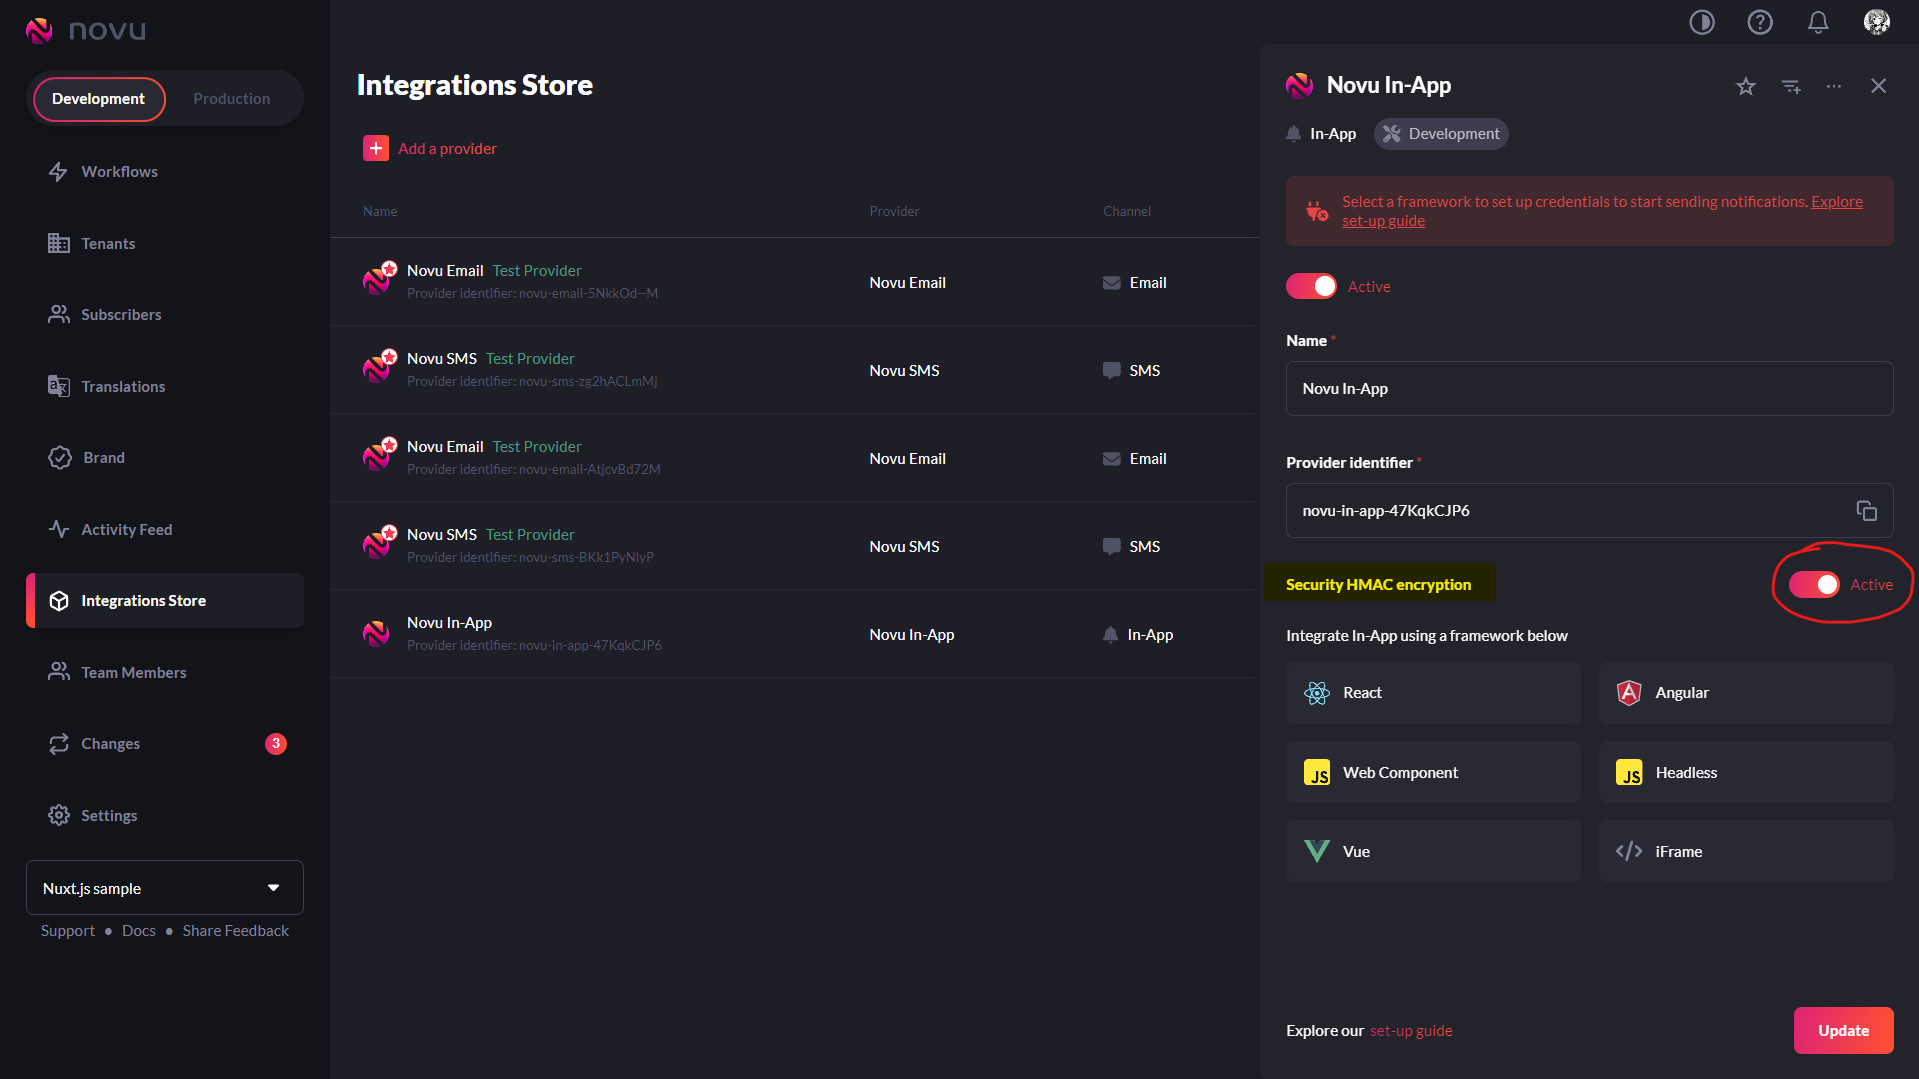 novu
Development
Production
Workflows
Tenants
Subscribers
Translations
Brand
Activity Feed
Integrations Store
Team Members
Changes
3
Settings
Nuxt.js sample
Support • Docs • Share Feedback
Integrations Store
Add a provider
Name Provider Channel
Novu Email Test Provider
Provider identifier: novu-email-5NkkOd--M
Novu Email
Email
Novu SMS Test Provider
Provider identifier: novu-sms-zg2hACLmMj
Novu SMS
SMS
Novu Email Test Provider
Provider identifier: novu-email-AtjcvBd72M
Novu Email
Email
Novu SMS Test Provider
Provider identifier: novu-sms-BKk1PyNlyP
Novu SMS
SMS
Novu In-App
Provider identifier: novu-in-app-47KqkCJP6
Novu In-App
In-App
Novu In-App
In-App
Development
Select a framework to set up credentials to start sending notifications. Explore
set-up guide
Active
Name *
Novu In-App
Provider identifier *
novu-in-app-47KqkCJP6
Security HMAC encryption
Active
Integrate In-App using a framework below
React
Angular
JS Web Component
JS Headless
Vue
iFrame
Explore our set-up guide
Update